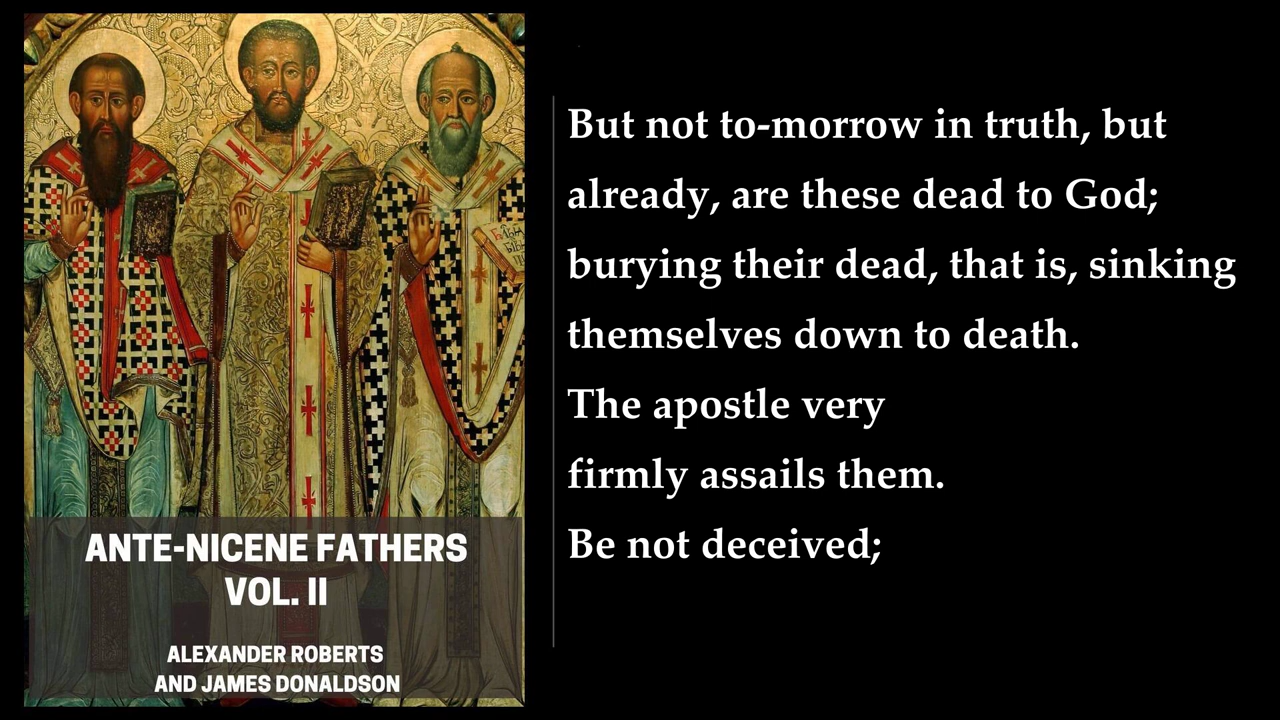 ANTE-NICENE FATHERS
VOL. II
ALEXANDER ROBERTS
AND JAMES DONALDSON
But not to-morrow in truth, but
already, are these dead to God;
burying their dead, that is, sinking
themselves down to death.
The apostle very
firmly assails them.
Be not deceived;